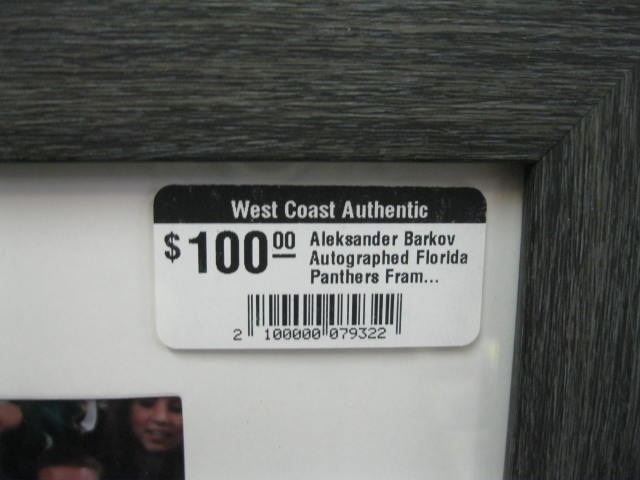 West Coast Authentic
$10000 Aleksander Barkov
Autographed Florida
Panthers Fram...
2 100000 079322